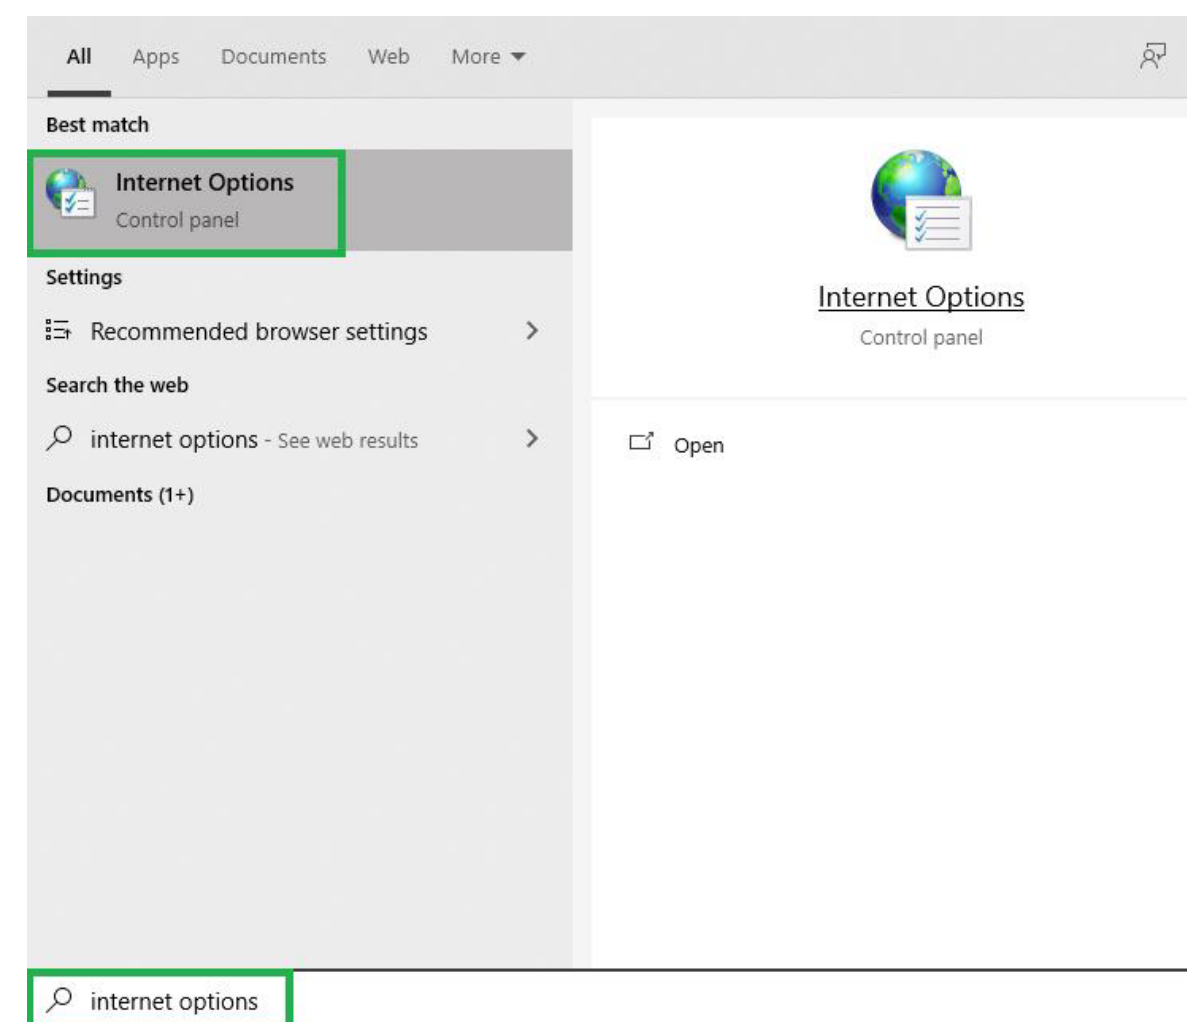 All Apps Documents Web More
Best match
Internet Options
Control panel
Settings
Recommended browser settings
Search the web
internet options - See web results
Documents (1+)
Internet Options
Control panel
Open
internet options